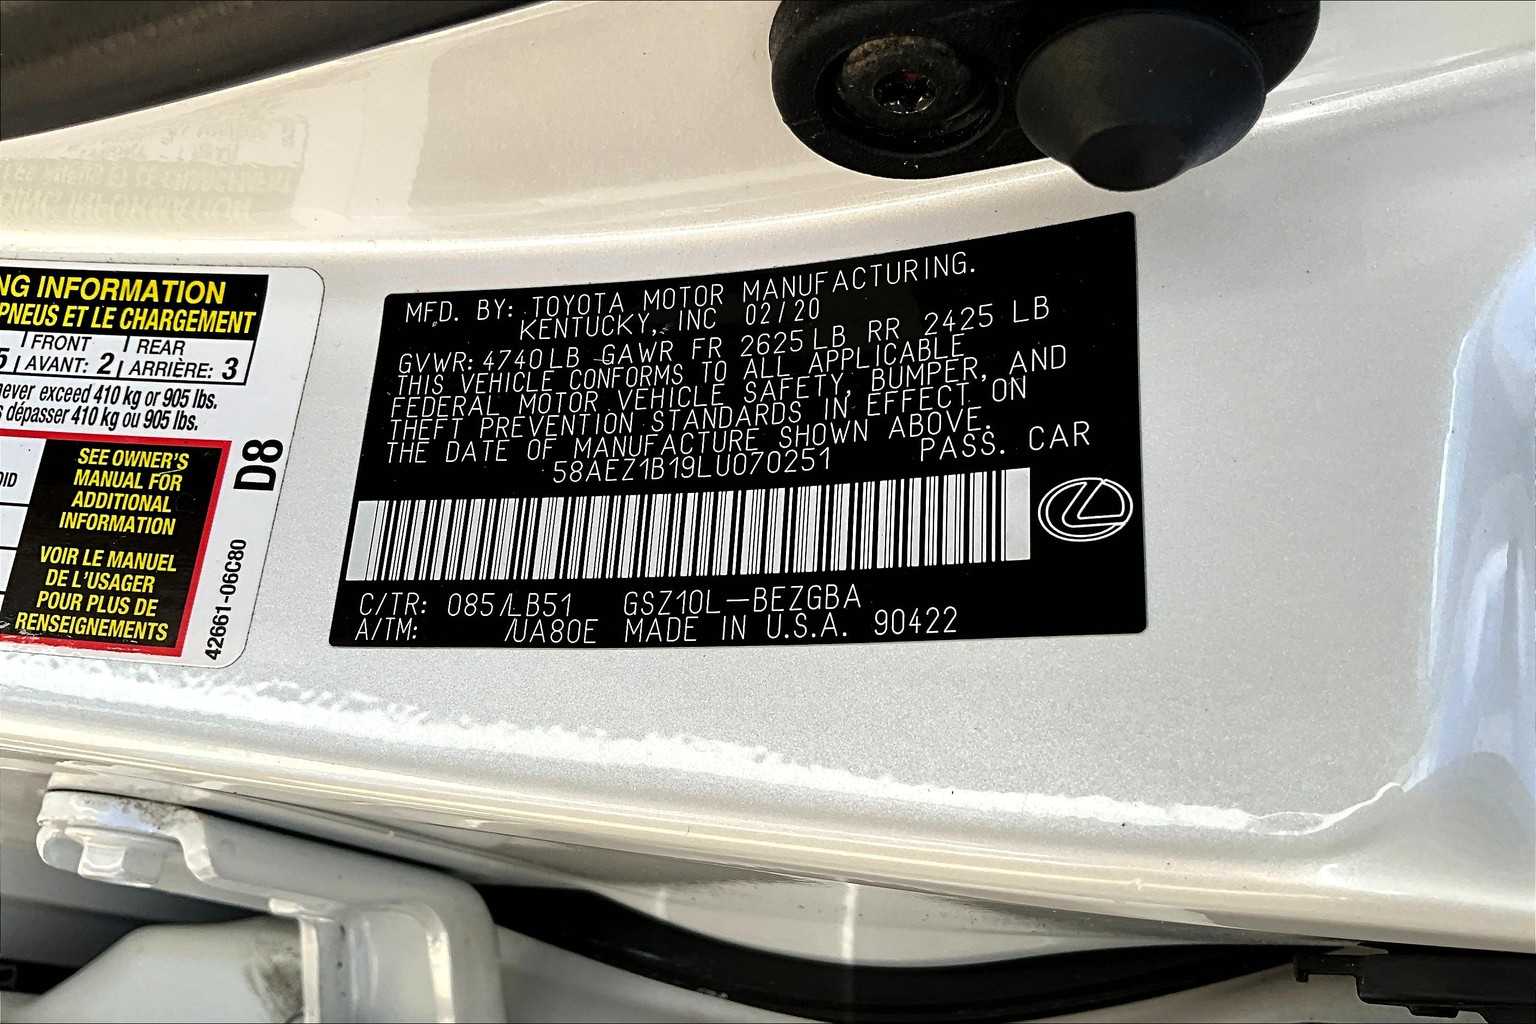 NG INFORMATION
PNEUS ET LE CHARGEMENT
5 FRONT AVANT: 2 REAR ARRIÈRE: 3
never exceed 410 kg or 905 lbs.
dépasser 410 kg ou 905 lbs.
SEE OWNER'S
MANUAL FOR
ADDITIONAL
INFORMATION
VOIR LE MANUEL
DE L'USAGER
POUR PLUS DE
RENSEIGNEMENTS
D8
42661-06C80
MFD. BY: TOYOTA MOTOR MANUFACTURING.
KENTUCKY, INC 02/20
GVWR: 4740LB GAWR FR 2625LB RR 2425 LB
THIS VEHICLE CONFORMS TO ALL APPLICABLE
FEDERAL MOTOR VEHICLE SAFETY, BUMPER, AND
THEFT PREVENTION STANDARDS IN EFFECT ON
THE DATE OF MANUFACTURE SHOWN ABOVE.
58AEZ1B19LU070251 PASS. CAR
C/TR: 085/LB51 GSZ10L-BEZGBA
A/TM: /UA80E MADE IN U.S.A. 90422